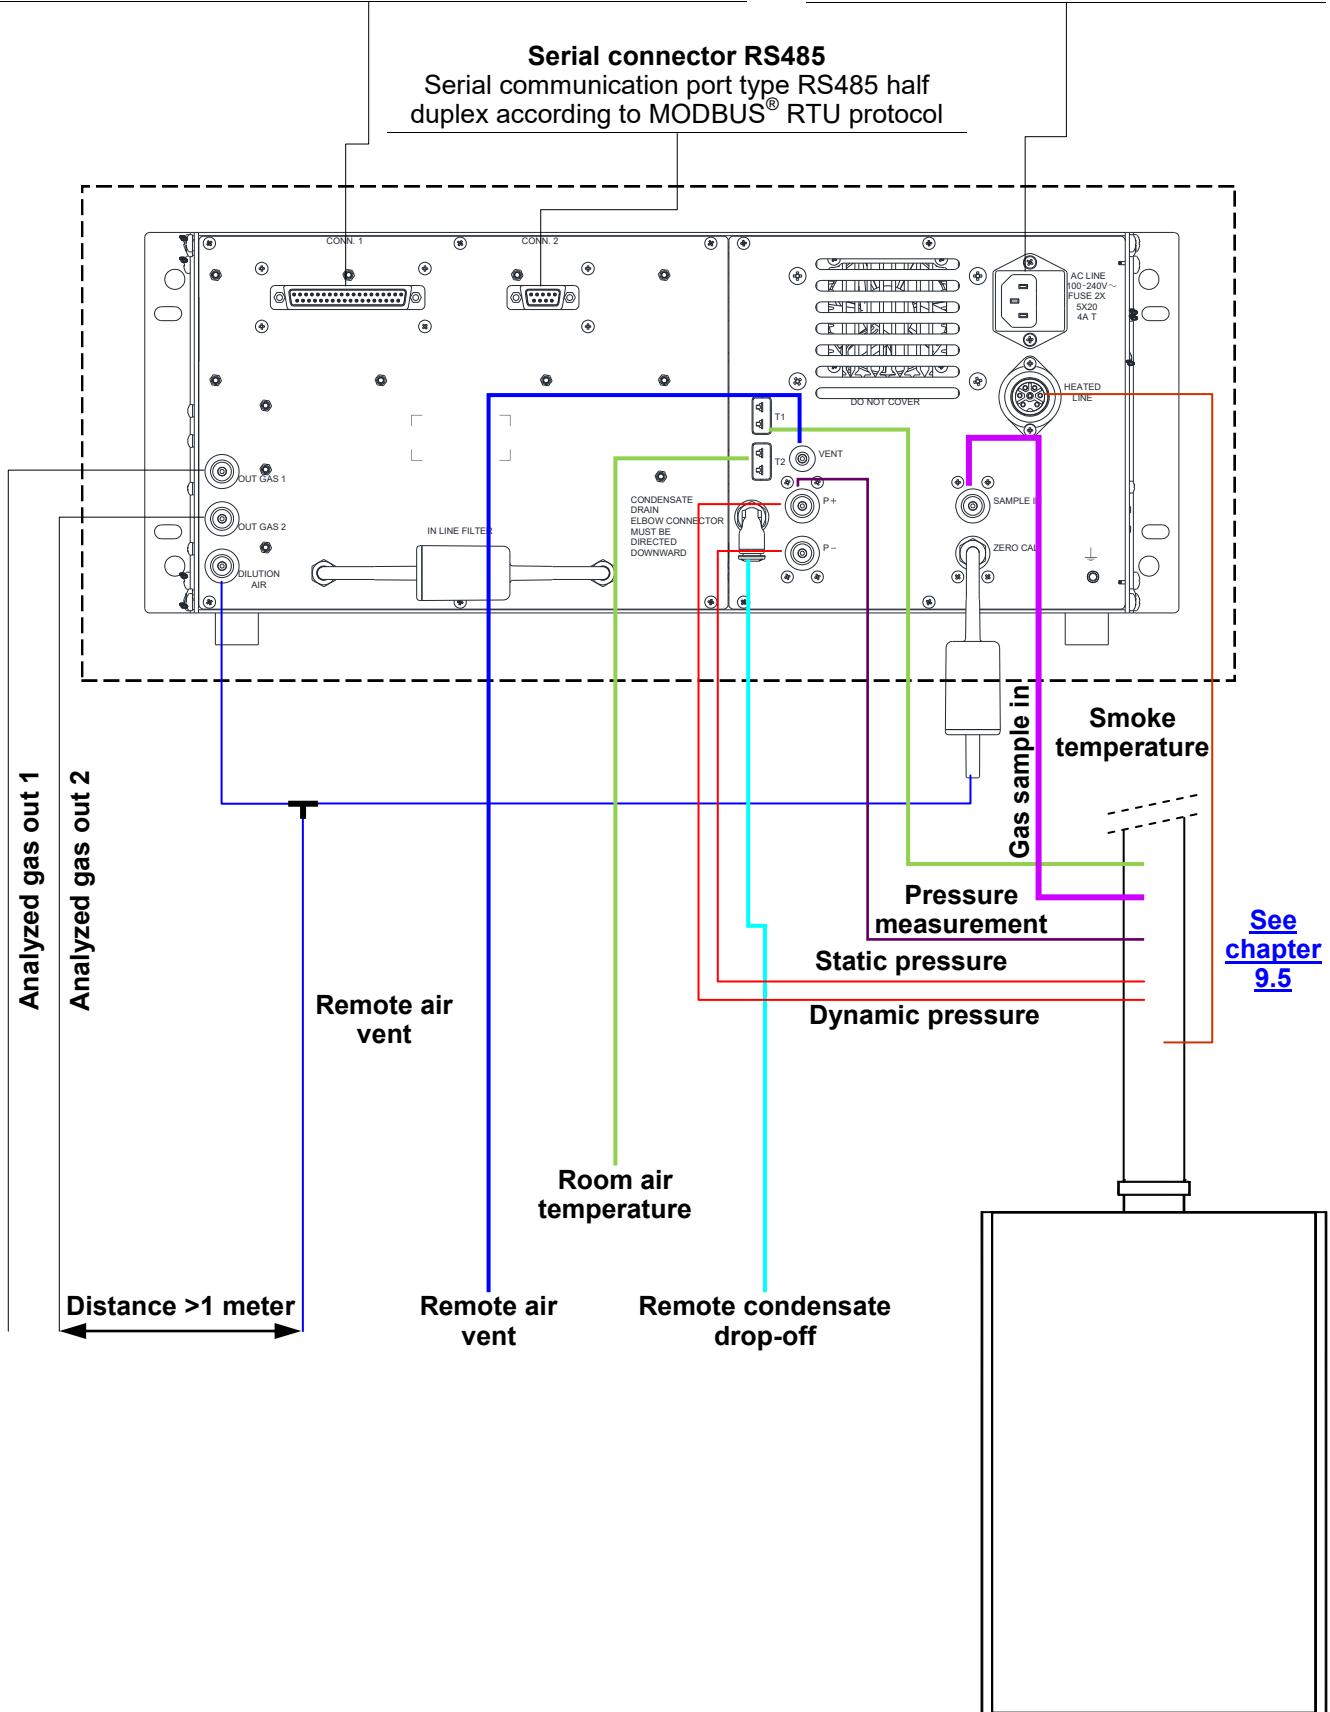 Serial connector RS485
Serial communication port type RS485 half
duplex according to MODBUS® RTU protocol
CONN. 1
CONN. 2
AC LINE
100-240V~
FUSE 2X
5X20
4A T
HEATED
LINE
DO NOT COVER
T1
T2
VENT
OUT GAS 1
OUT GAS 2
DILUTION
AIR
IN LINE FILTER
CONDENSATE
DRAIN
ELBOW CONNECTOR
MUST BE
DIRECTED
DOWNWARD
P+
P-
SAMPLE I
ZERO CAL
Gas sample in
Smoke
temperature
Analyzed gas out 1
Analyzed gas out 2
Pressure
measurement
Static pressure
Dynamic pressure
See
chapter
9.5
Remote air
vent
Room air
temperature
Distance >1 meter
Remote air
vent
Remote condensate
drop-off